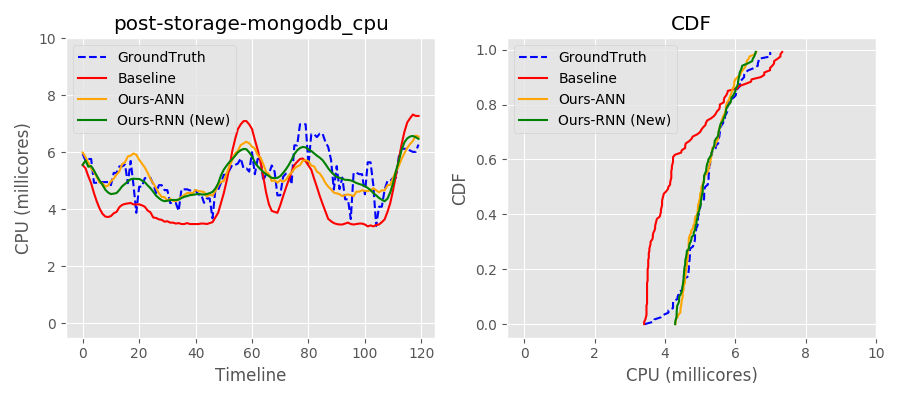 post-storage-mongodb_cpu
CPU (millicores)
10
8
6
4
2
0
GroundTruth
Baseline
Ours-ANN
Ours-RNN (New)
0 20 40 60 80 100 120
Timeline
CDF
CDF
1.0
0.8
0.6
0.4
0.2
0.0
GroundTruth
Baseline
Ours-ANN
Ours-RNN (New)
0 2 4 6 8 10
CPU (millicores)